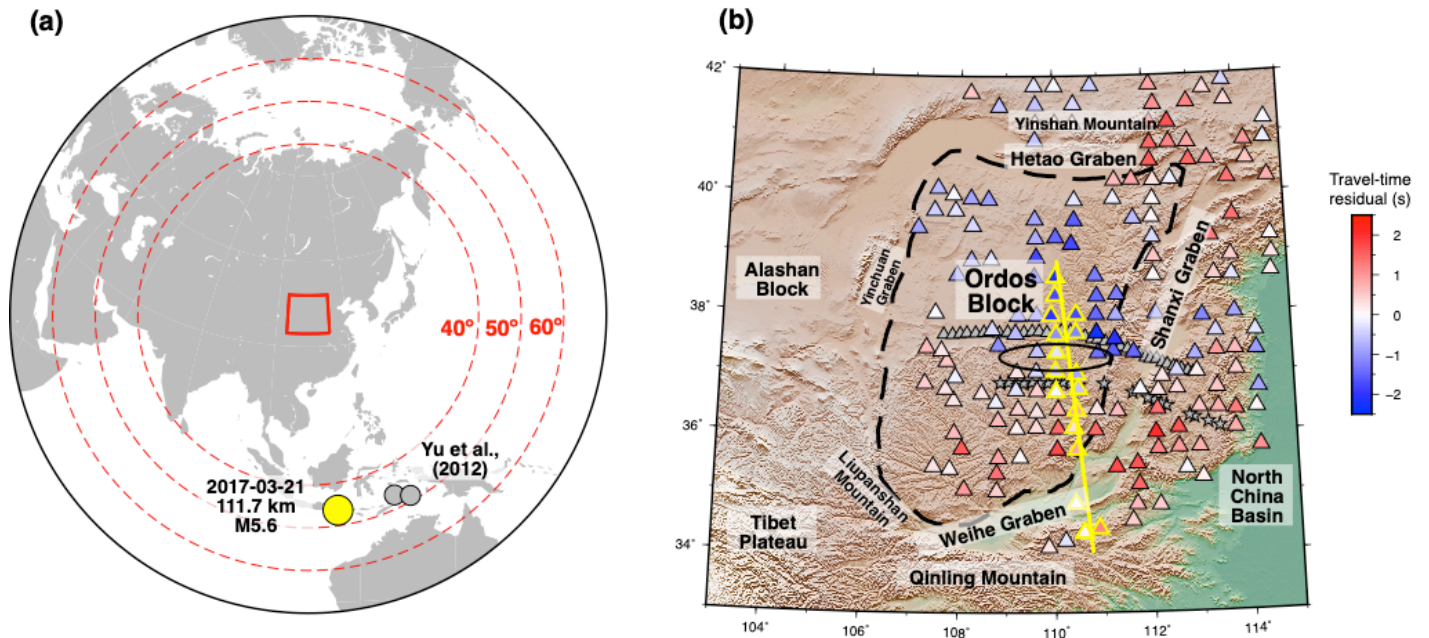 (a)
40° 50° 60°
Yu et al.,
(2012)
2017-03-21
111.7 km
M5.6
(b)
42°
40°
38°
36°
34°
104° 106° 108° 110° 112° 114°
Yinshan Mountain
Hetao Graben
Yinchuan
Graben
Alashan
Block
Ordos
Block
Shanxi Graben
Liupanshan
Mountain
Weihe Graben
Tibet
Plateau
Qinling Mountain
North
China
Basin
Travel-time
residual (s)
2
1
0
−1
−2